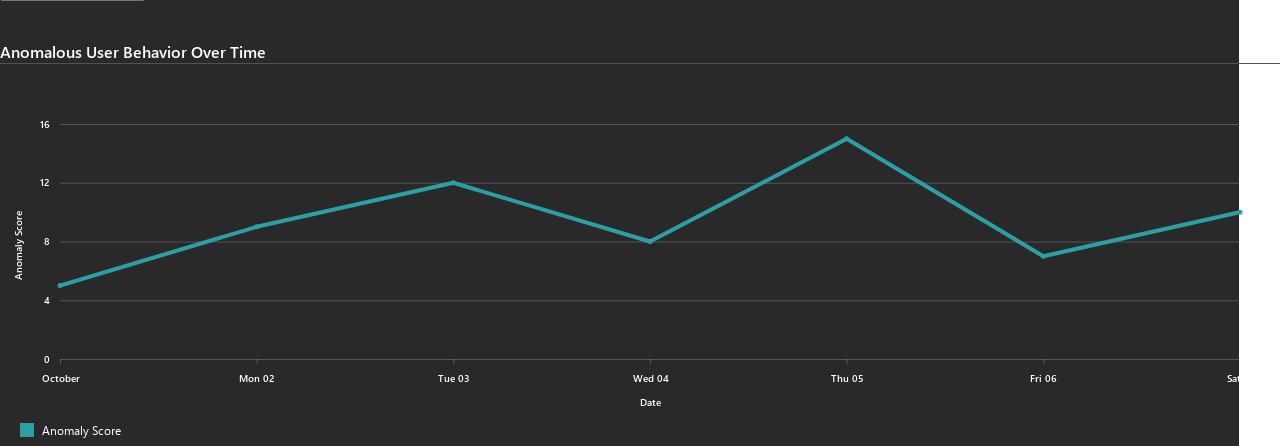 Anomalous User Behavior Over Time
16
12
8
4
0
Anomaly Score
October
Mon 02
Tue 03
Wed 04
Thu 05
Fri 06
Sat
Date
Anomaly Score